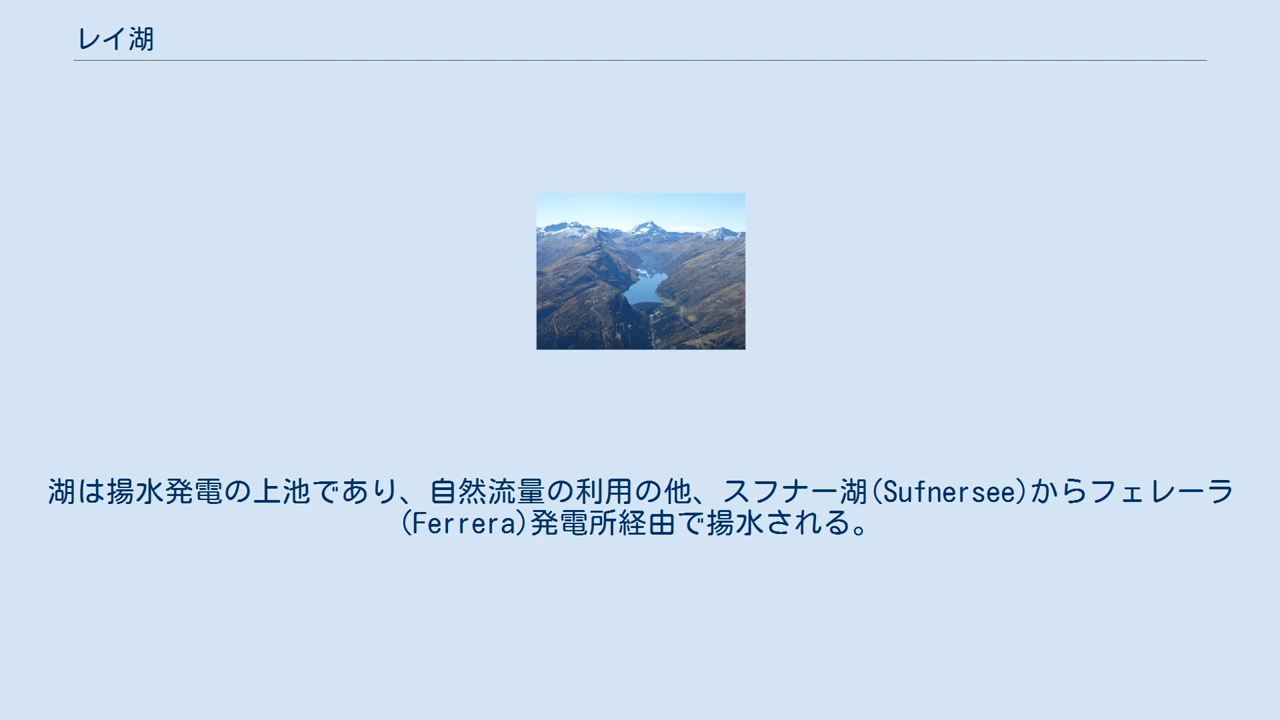 レイ湖
湖は揚水発電の上池であり、自然流量の利用の他、スフナー湖(Sufnersee)からフェレーラ
(Ferrera)発電所経由で揚水される。